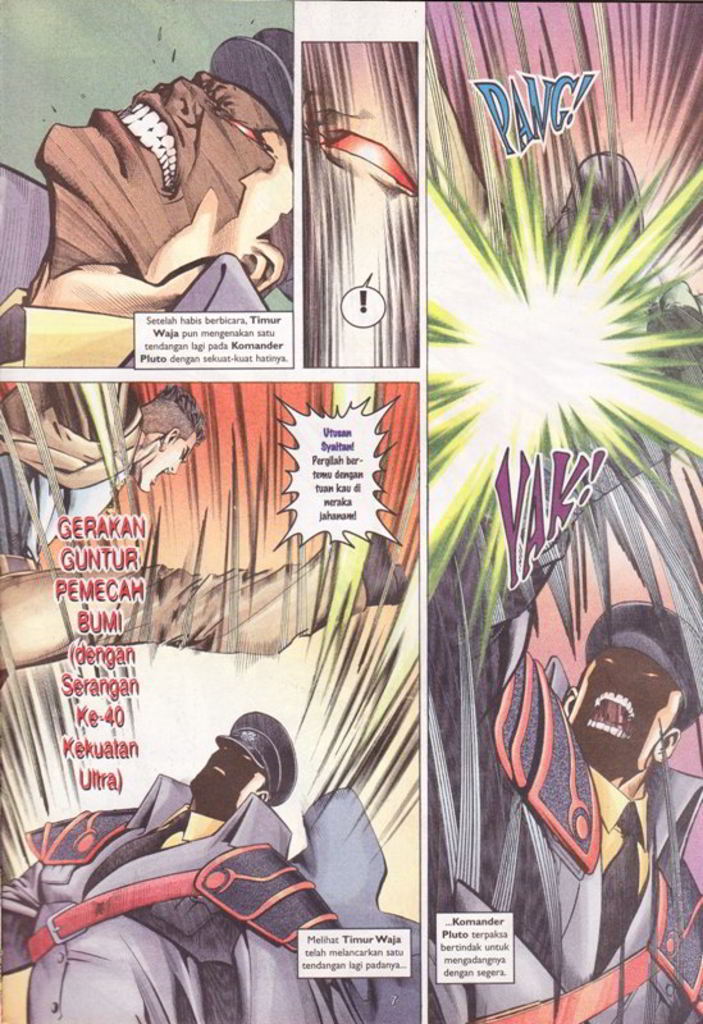 Setelah habis berbicara, Timur
Waja pun mengenakan satu
tendangan lagi pada Komander
Pluto dengan sekuat-kuat hatinya.
!
Utusan
Syaitan!
Pergilah ber-
temu dengan
tuan kau di
neraka
jahanam!
GERAKAN
GUNTUR
PEMECAH
BUMI
(dengan
Serangan
Ke-40
Kekuatan
Ultra)
Melihat Timur Waja
telah melancarkan satu
tendangan lagi padanya...
7
PANG!
YAK!
...Komander
Pluto terpaksa
bertindak untuk
mengadangnya
dengan segera.